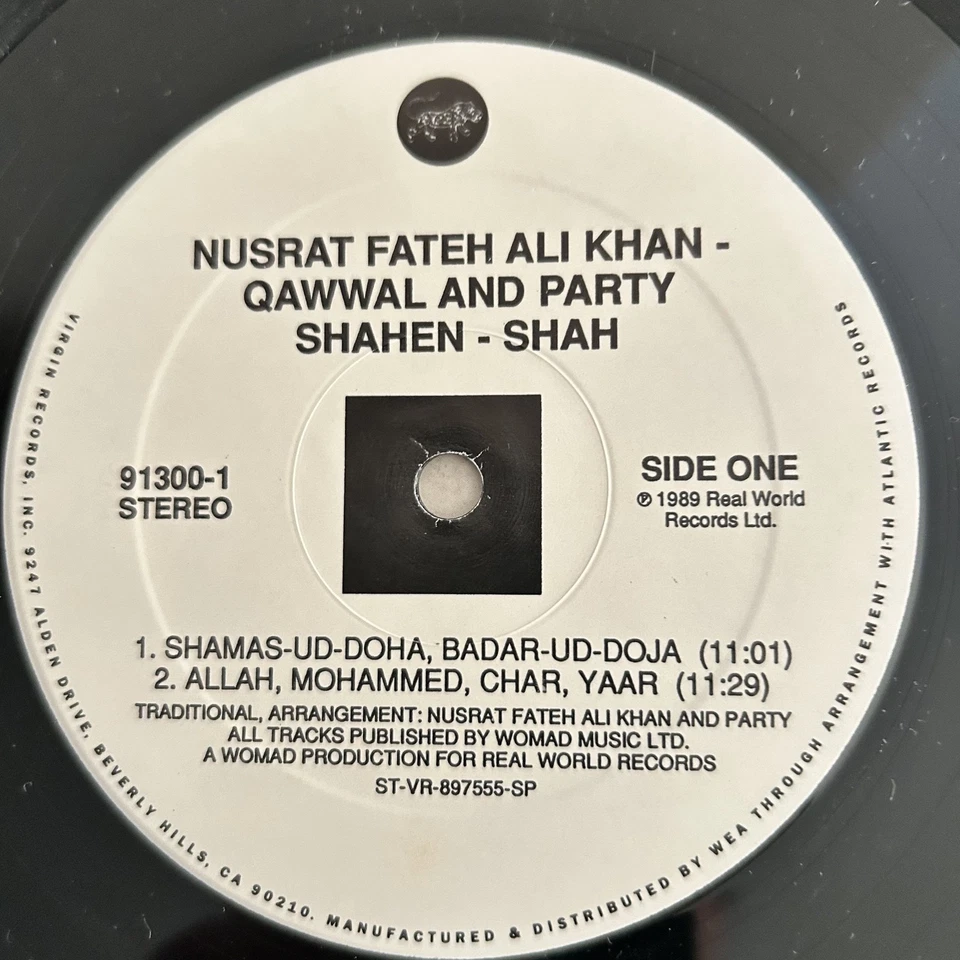 NUSRAT FATEH ALI KHAN -
QAWWAL AND PARTY
SHAHEN - SHAH
91300-1
STEREO
SIDE ONE
℗ 1989 Real World
Records Ltd.
1. SHAMAS-UD-DOHA, BADAR-UD-DOJA (11:01)
2. ALLAH, MOHAMMED, CHAR, YAAR (11:29)
TRADITIONAL, ARRANGEMENT: NUSRAT FATEH ALI KHAN AND PARTY
ALL TRACKS PUBLISHED BY WOMAD MUSIC LTD.
A WOMAD PRODUCTION FOR REAL WORLD RECORDS
ST-VR-897555-SP
VIRGIN RECORDS, INC. 9247 ALDEN DRIVE, BEVERLY HILLS, CA 90210. MANUFACTURED & DISTRIBUTED BY WEA THROUGH ARRANGEMENT WITH ATLANTIC RECORDS